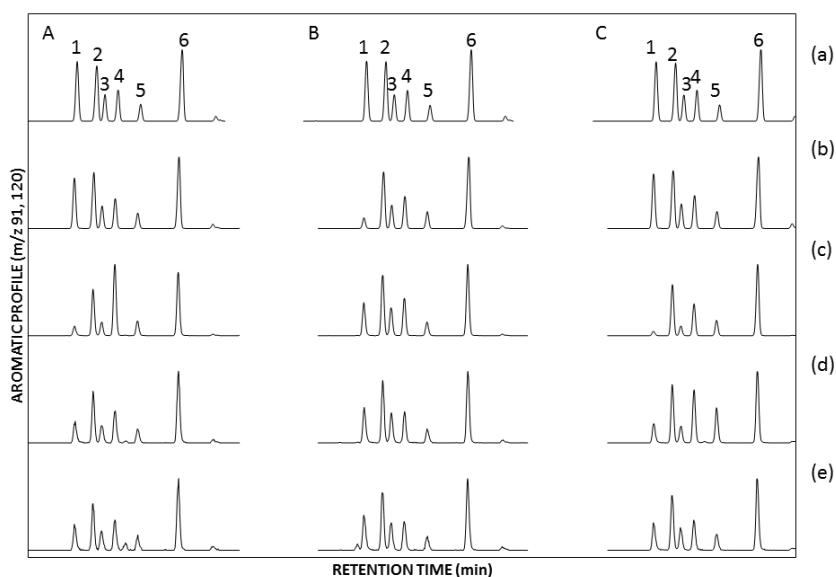 A
1 2 3 4 5 6
B
1 2 3 4 5 6
C
1 2 3 4 5 6
(a)
(b)
(c)
(d)
(e)
AROMATIC PROFILE (m/z 91, 120)
RETENTION TIME (min)